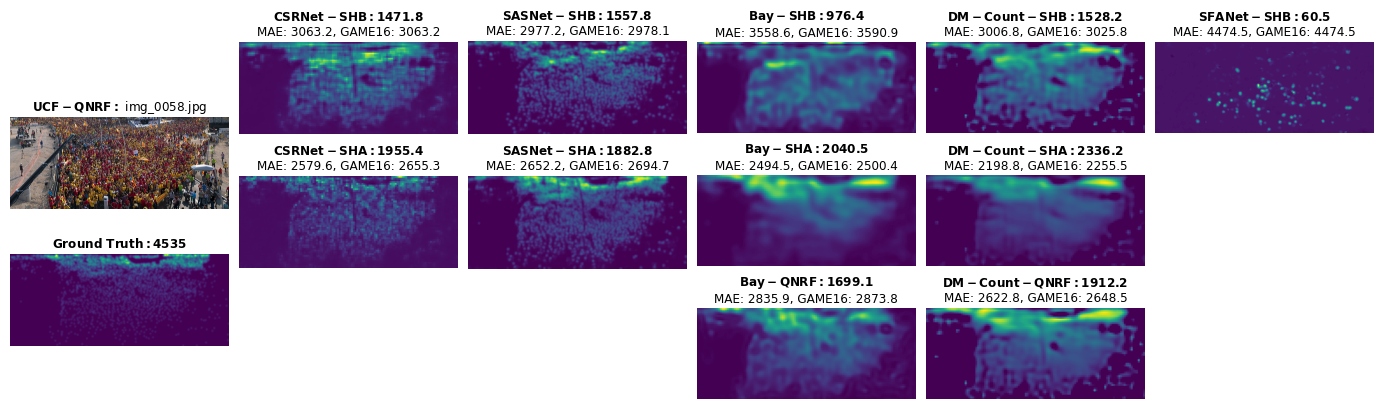 UCF − QNRF : img_0058.jpg
Ground Truth : 4535
CSRNet − SHB : 1471.8
MAE: 3063.2, GAME16: 3063.2
CSRNet − SHA : 1955.4
MAE: 2579.6, GAME16: 2655.3
SASNet − SHB : 1557.8
MAE: 2977.2, GAME16: 2978.1
SASNet − SHA : 1882.8
MAE: 2652.2, GAME16: 2694.7
Bay − SHB : 976.4
MAE: 3558.6, GAME16: 3590.9
Bay − SHA : 2040.5
MAE: 2494.5, GAME16: 2500.4
Bay − QNRF : 1699.1
MAE: 2835.9, GAME16: 2873.8
DM − Count − SHB : 1528.2
MAE: 3006.8, GAME16: 3025.8
DM − Count − SHA : 2336.2
MAE: 2198.8, GAME16: 2255.5
DM − Count − QNRF : 1912.2
MAE: 2622.8, GAME16: 2648.5
SFANet − SHB : 60.5
MAE: 4474.5, GAME16: 4474.5